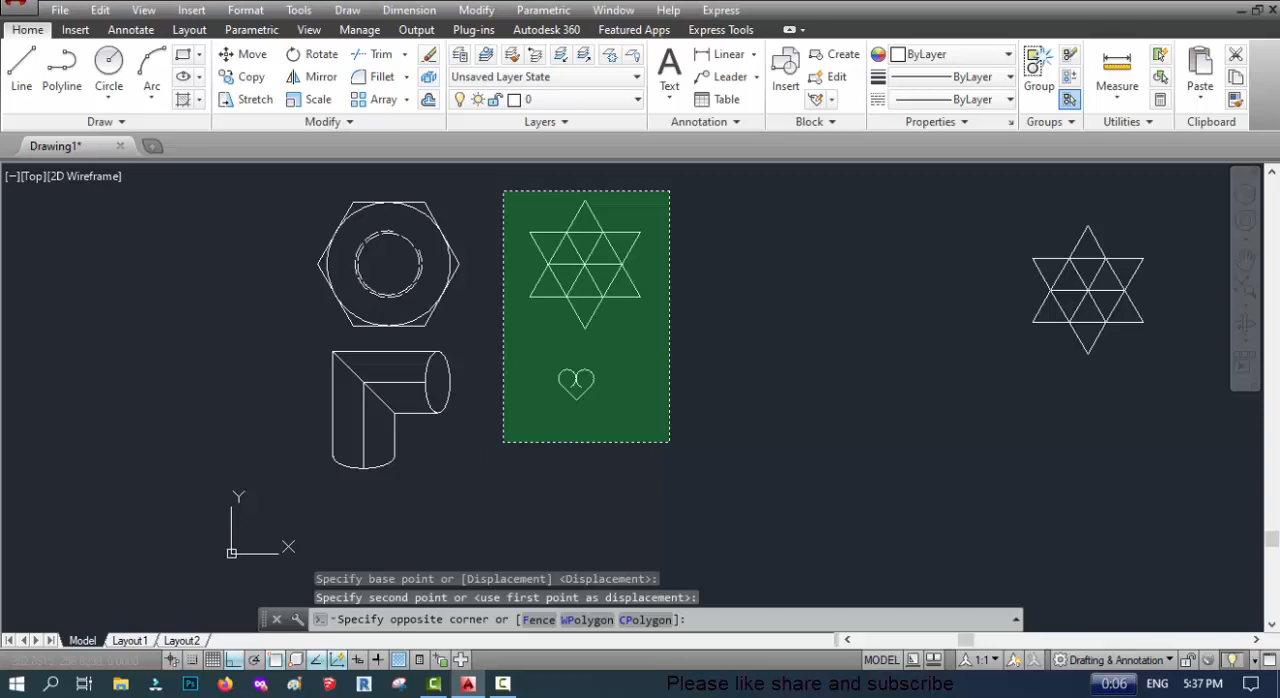 File Edit View Insert Format Tools Draw Dimension Modify Parametric Window Help Express
Home Insert Annotate Parametric View Manage Output Plug-ins Autodesk 360 Featured Apps Express Tools
Line Polyline Circle Arc
Move Rotate Trim
Copy Mirror Fillet
Stretch Scale Array
Unsaved Layer State
0
Text Linear
Leader
Table
Insert Create
Edit
ByLayer
ByLayer
ByLayer
Group Measure Paste
Draw Modify Layers Annotation Block Properties Groups Utilities Clipboard
Drawing1*
[−][Top][2D Wireframe]
Y
X
Specify base point or [Displacement] <Displacement>:
Specify second point or <use first point as displacement>:
Specify opposite corner or [Fence WPolygon CPolygon]:
Model Layout1 Layout2
MODEL 1:1 Drafting & Annotation
Please like share and subscribe 0:06 ENG 5:37 PM